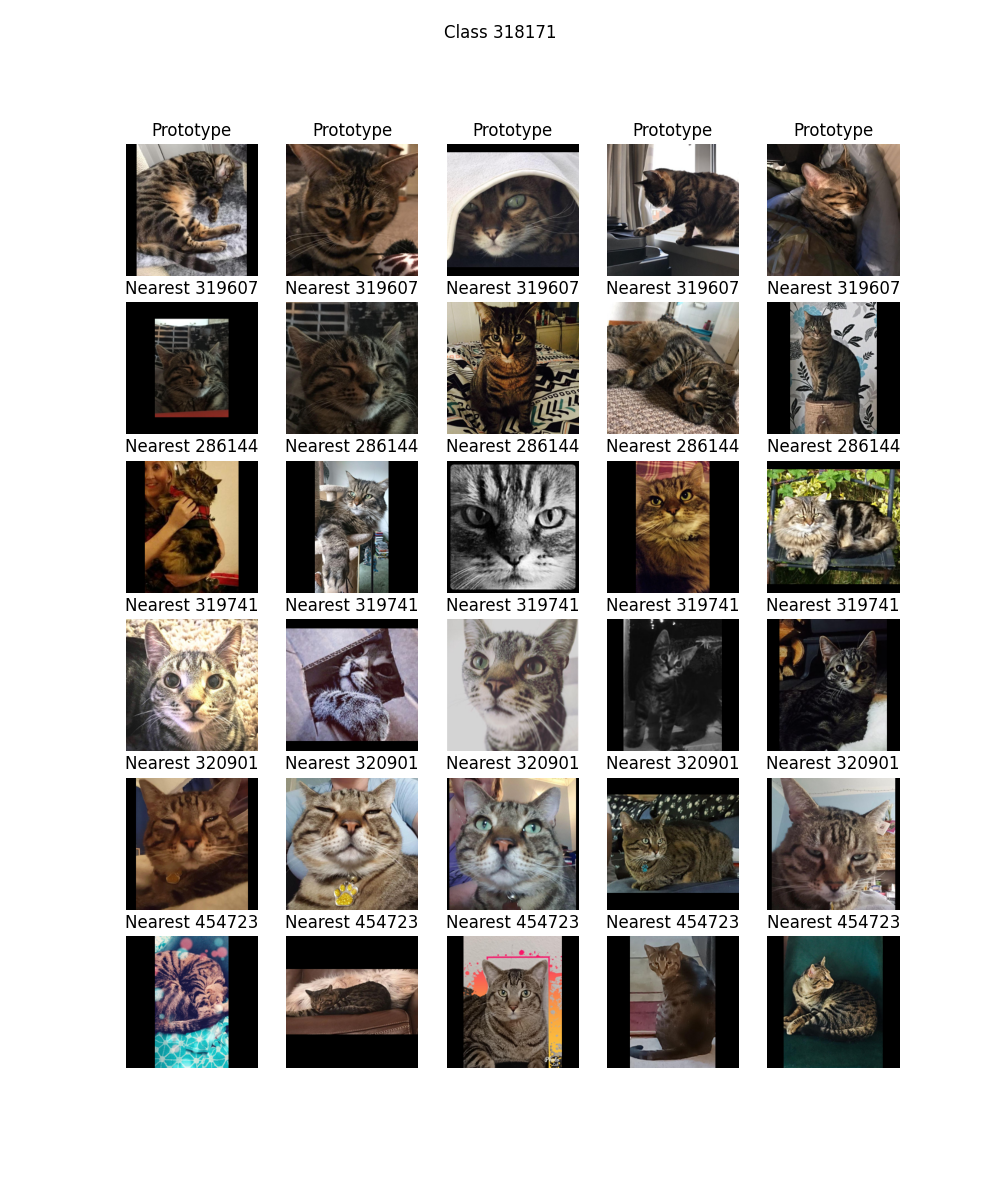 Class 318171
Prototype Prototype Prototype Prototype Prototype
Nearest 319607 Nearest 319607 Nearest 319607 Nearest 319607 Nearest 319607
Nearest 286144 Nearest 286144 Nearest 286144 Nearest 286144 Nearest 286144
Nearest 319741 Nearest 319741 Nearest 319741 Nearest 319741 Nearest 319741
Nearest 320901 Nearest 320901 Nearest 320901 Nearest 320901 Nearest 320901
Nearest 454723 Nearest 454723 Nearest 454723 Nearest 454723 Nearest 454723